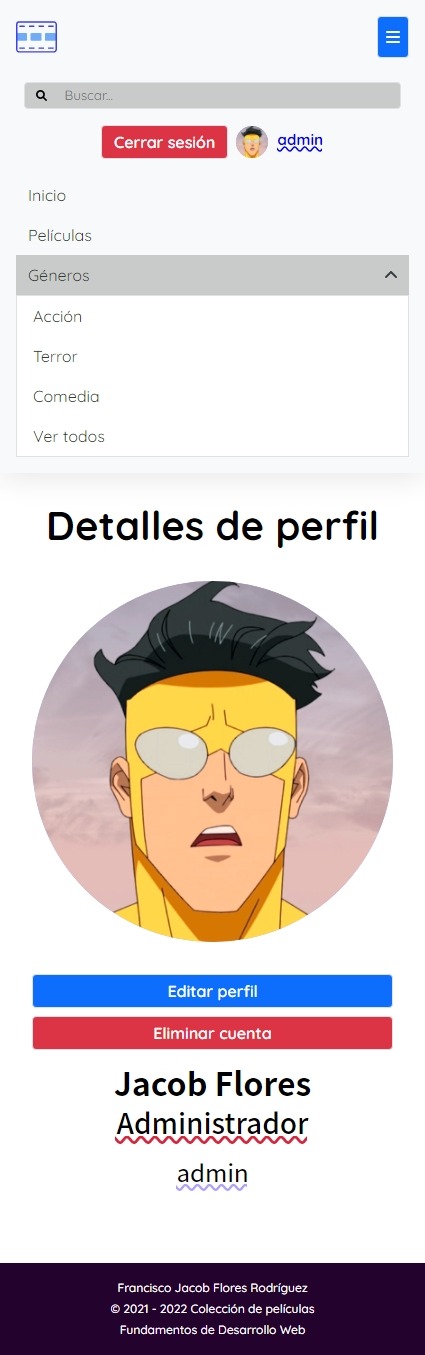 Buscar...
Cerrar sesión admin
Inicio
Películas
Géneros
Acción
Terror
Comedia
Ver todos
Detalles de perfil
Editar perfil
Eliminar cuenta
Jacob Flores
Administrador
admin
Francisco Jacob Flores Rodríguez
© 2021 - 2022 Colección de películas
Fundamentos de Desarrollo Web